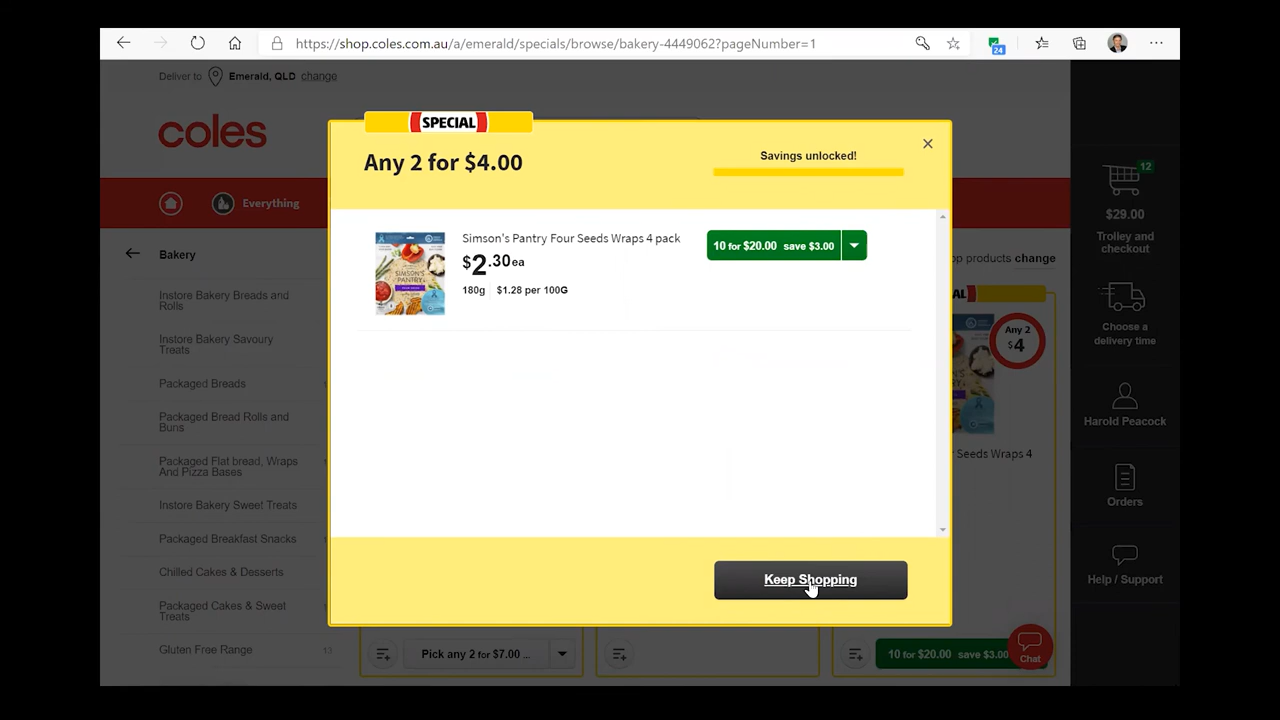 https://shop.coles.com.au/a/emerald/specials/browse/bakery-4449062?pageNumber=1
24
Deliver to Emerald, QLD change
coles
Everything
Bakery
Instore Bakery Breads and
Rolls
Instore Bakery Savoury
Treats
Packaged Breads
Packaged Bread Rolls and
Buns
Packaged Flat bread, Wraps
And Pizza Bases
Instore Bakery Sweet Treats
Packaged Breakfast Snacks
Chilled Cakes & Desserts
Packaged Cakes & Sweet
Treats
Gluten Free Range 13
SPECIAL
Any 2 for $4.00
Savings unlocked!
SIMSON'S
PANTRY
Simson's Pantry Four Seeds Wraps 4 pack
$2.30ea
180g $1.28 per 100G
10 for $20.00 save $3.00
Keep Shopping
Pick any 2 for $7.00 ...
products change
AL
Any 2
$4
Seeds Wraps 4
10 for $20.00 save $3.00
Chat
12
$29.00
Trolley and
checkout
Choose a
delivery time
Harold Peacock
Orders
Help / Support